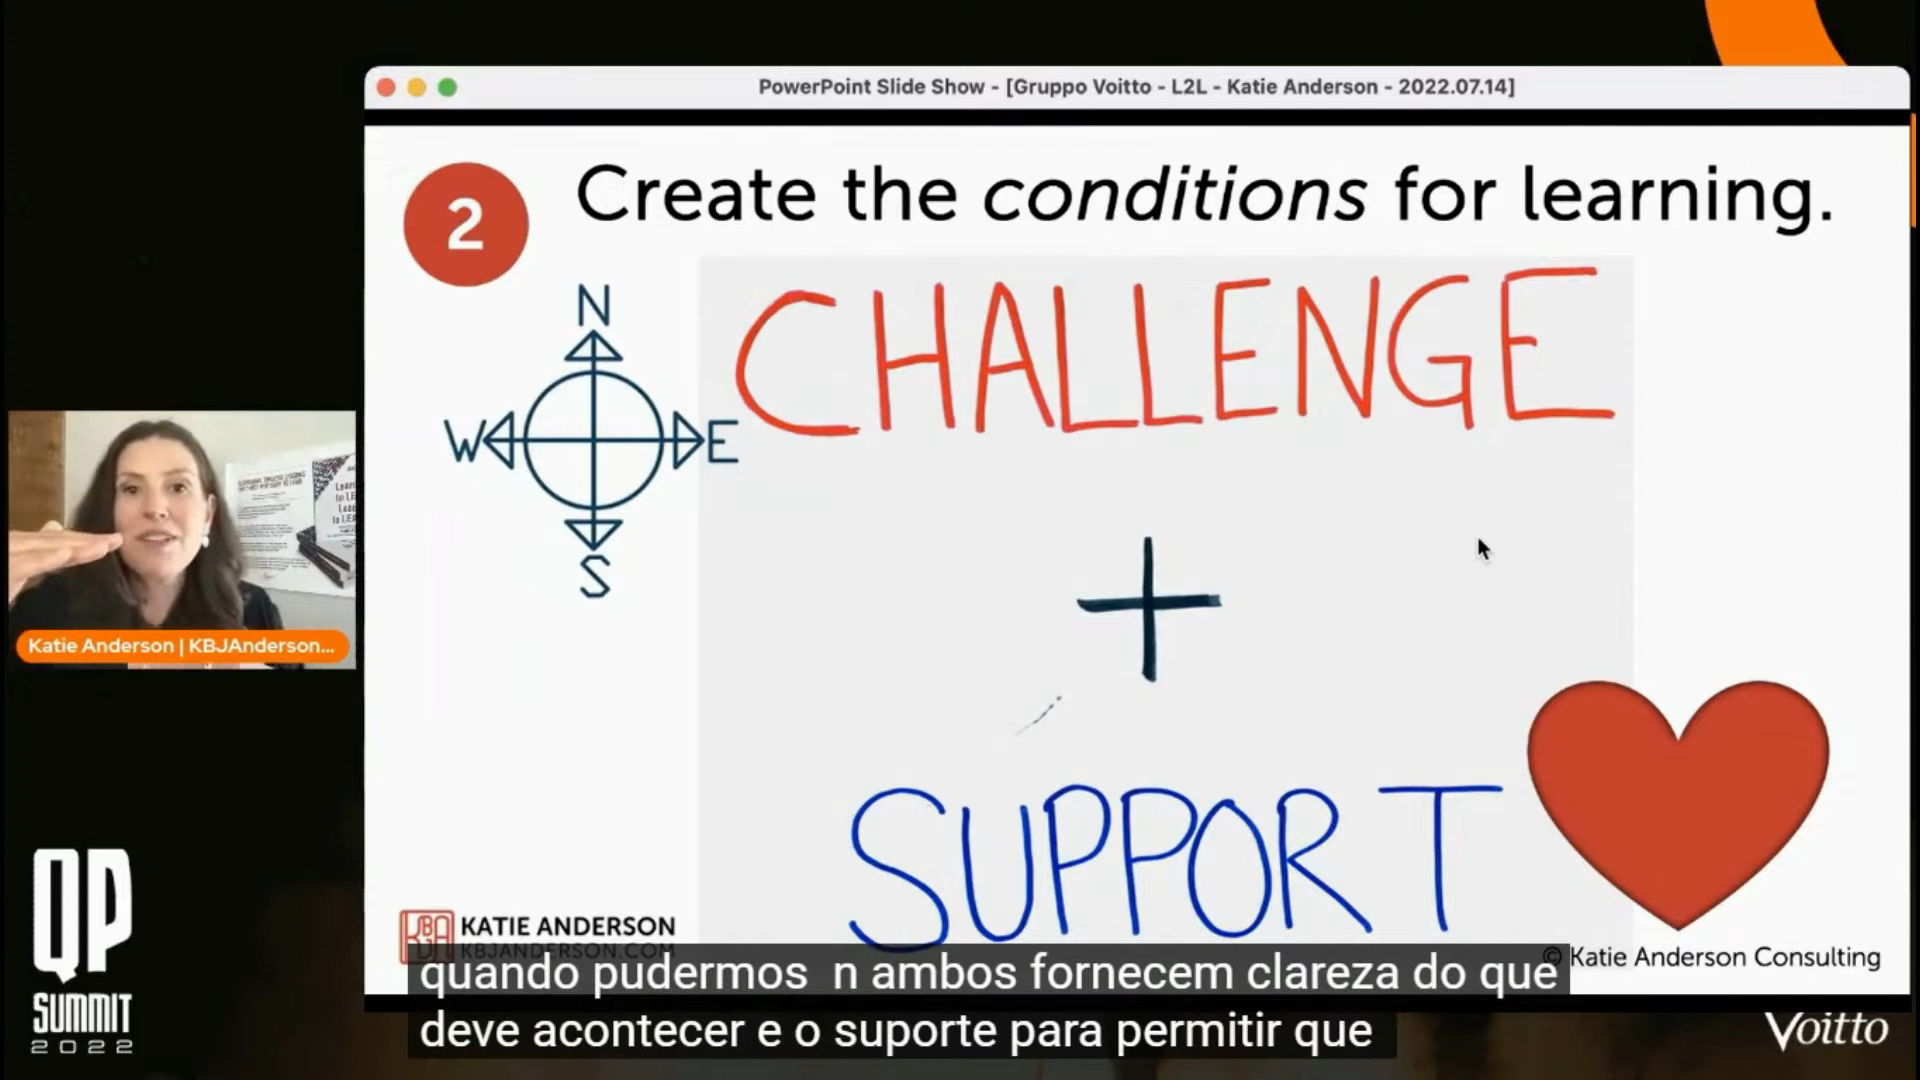 PowerPoint Slide Show - [Gruppo Voitto - L2L - Katie Anderson - 2022.07.14]
2
Create the conditions for learning.
N
W
E
S
CHALLENGE
+
SUPPORT
Katie Anderson | KBJAnderson...
KATIE ANDERSON
KBJANDERSON.COM
© Katie Anderson Consulting
quando pudermos n ambos fornecem clareza do que
deve acontecer e o suporte para permitir que
QP
SUMMIT
2022
Voitto